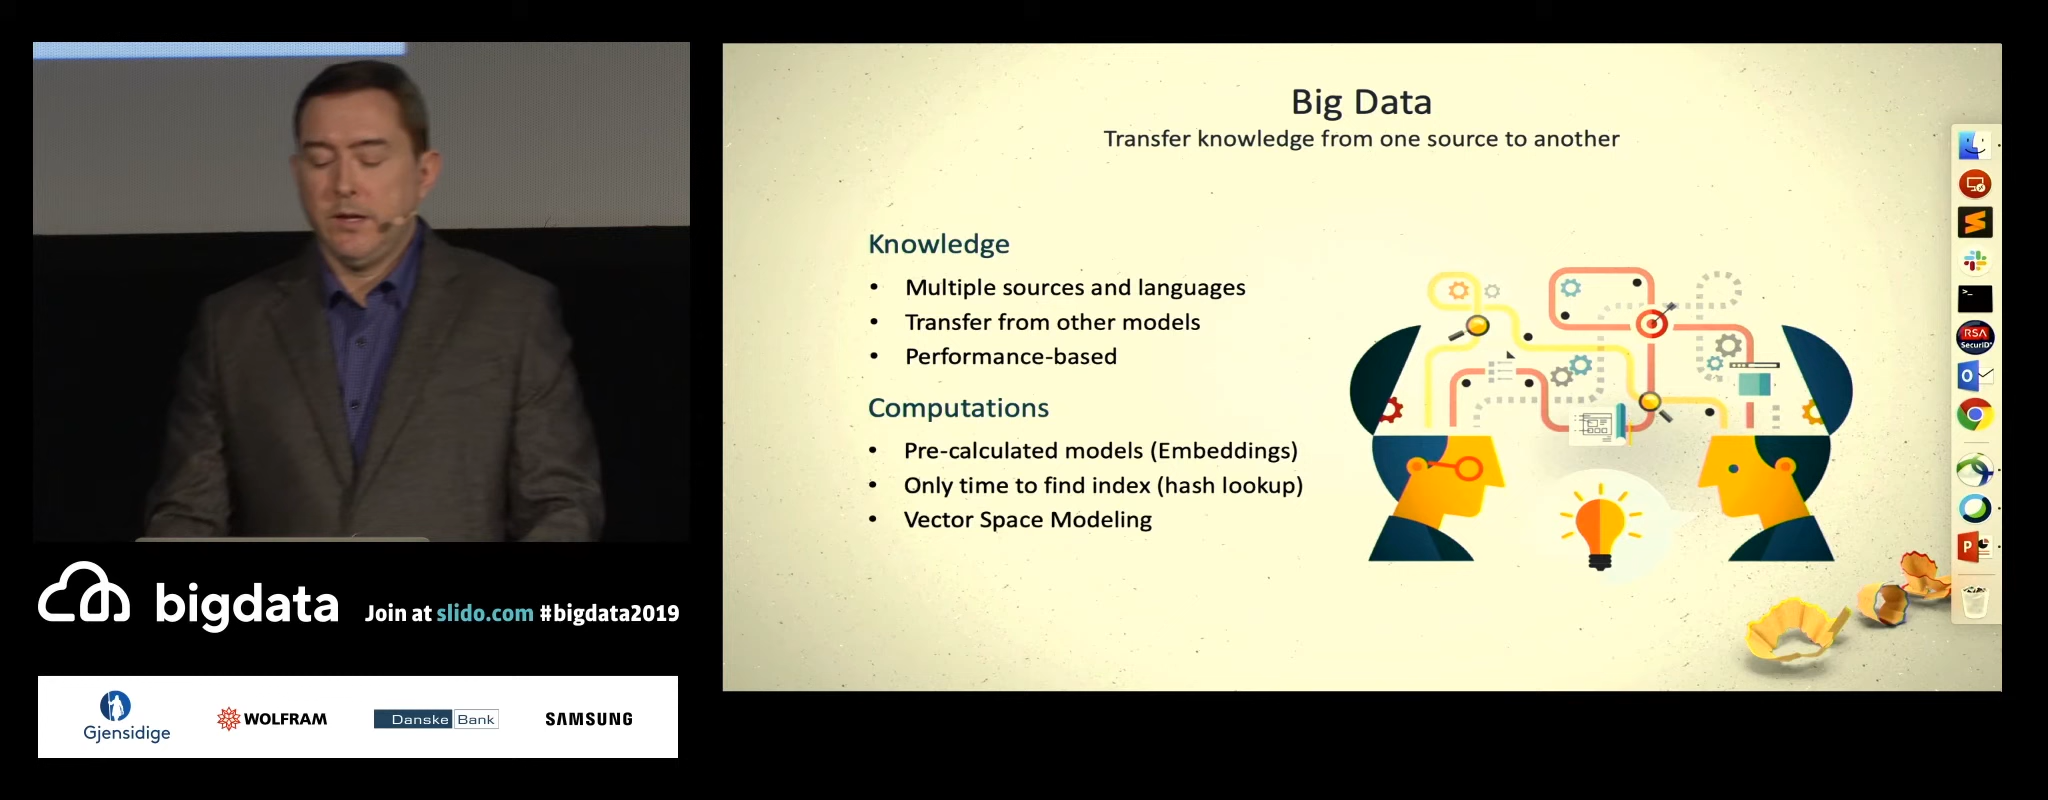 Big Data
Transfer knowledge from one source to another
Knowledge
• Multiple sources and languages
• Transfer from other models
• Performance-based
Computations
• Pre-calculated models (Embeddings)
• Only time to find index (hash lookup)
• Vector Space Modeling
>_
RSA
SecurID
O
P
bigdata
Join at slido.com #bigdata2019
Gjensidige
WOLFRAM
Danske Bank
SAMSUNG